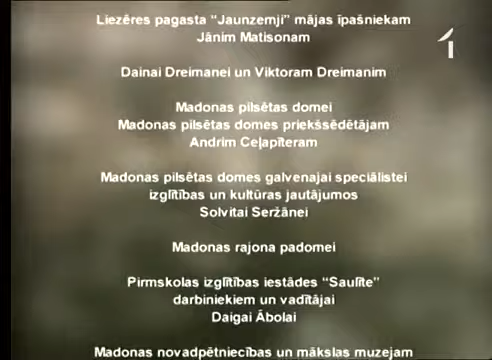 Liezēres pagasta “Jaunzemji” mājas īpašniekam
Jānim Matisonam
Dainai Dreimanei un Viktoram Dreimanim
Madonas pilsētas domei
Madonas pilsētas domes priekšsēdētājam
Andrim Ceļapīteram
Madonas pilsētas domes galvenajai speciālistei
izglītības un kultūras jautājumos
Solvitai Seržānei
Madonas rajona padomei
Pirmskolas izglītības iestādes “Saulīte”
darbiniekiem un vadītājai
Daigai Ābolai
Madonas novadpētniecības un mākslas muzejam
1